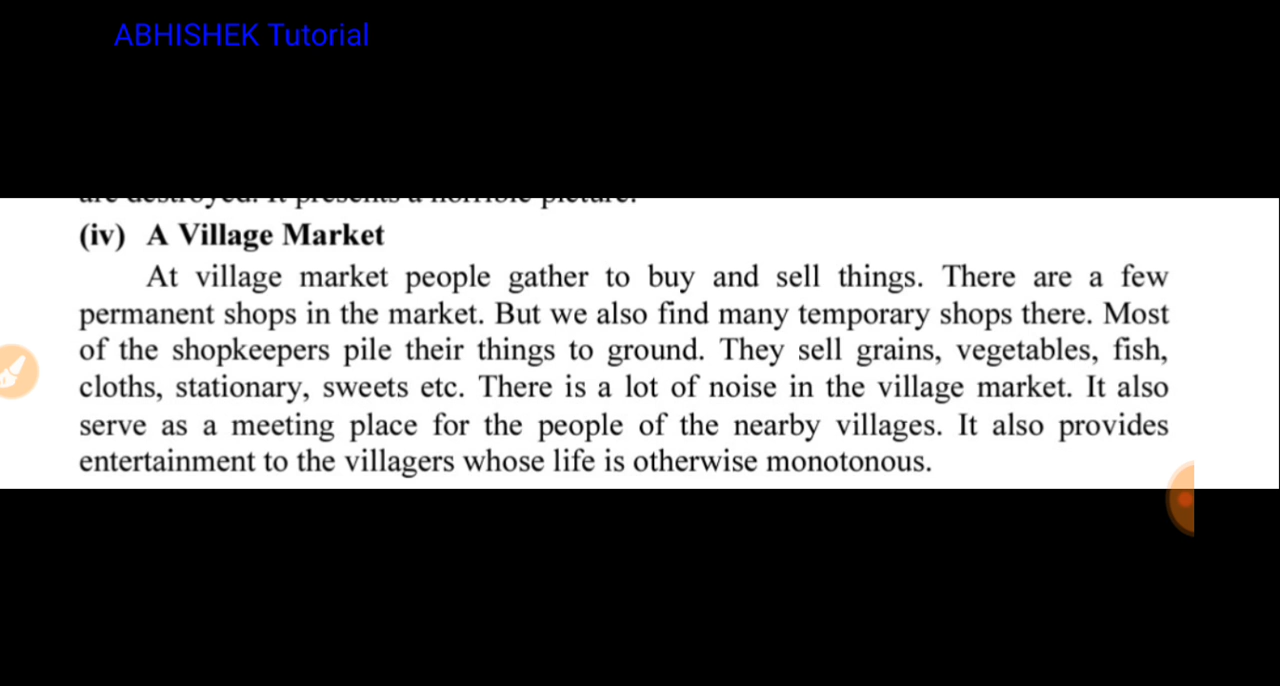 ABHISHEK Tutorial
(iv) A Village Market
At village market people gather to buy and sell things. There are a few
permanent shops in the market. But we also find many temporary shops there. Most
of the shopkeepers pile their things to ground. They sell grains, vegetables, fish,
cloths, stationary, sweets etc. There is a lot of noise in the village market. It also
serve as a meeting place for the people of the nearby villages. It also provides
entertainment to the villagers whose life is otherwise monotonous.